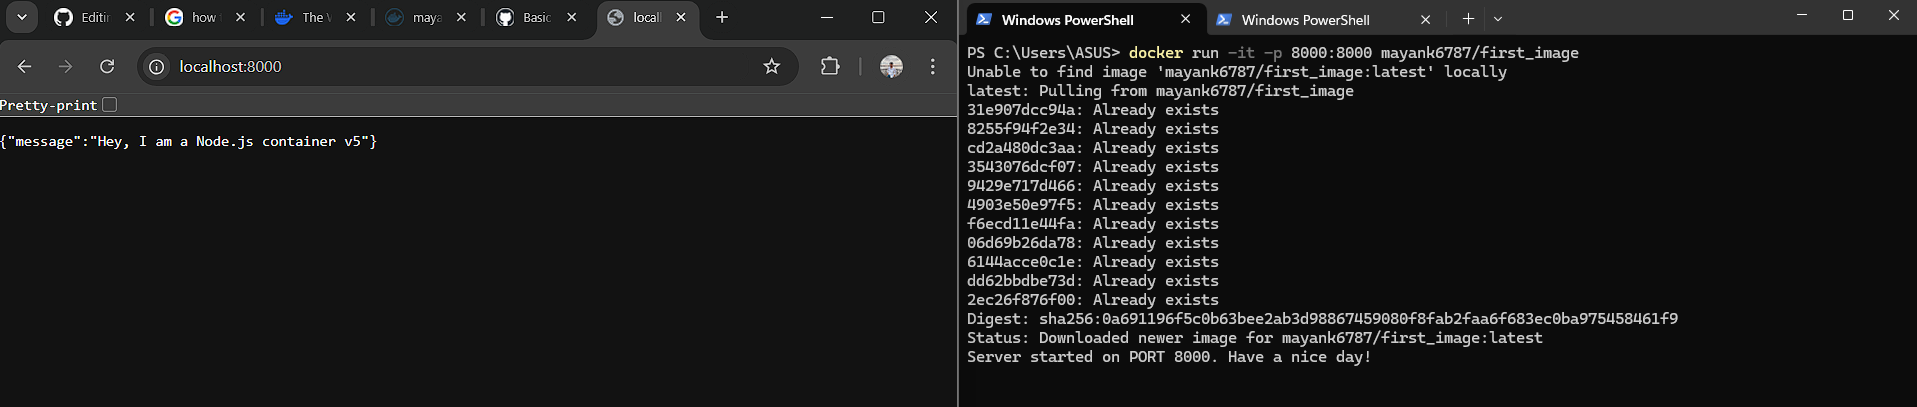 Editin
how
The V
maya
Basic
locall
localhost:8000
Pretty-print
{"message":"Hey, I am a Node.js container v5"}
Windows PowerShell
Windows PowerShell
PS C:\Users\ASUS> docker run -it -p 8000:8000 mayank6787/first_image
Unable to find image 'mayank6787/first_image:latest' locally
latest: Pulling from mayank6787/first_image
31e907dcc94a: Already exists
8255f94f2e34: Already exists
cd2a480dc3aa: Already exists
3543076dcf07: Already exists
9429e717d466: Already exists
4903e50e97f5: Already exists
f6ecd11e44fa: Already exists
06d69b26da78: Already exists
6144acce0c1e: Already exists
dd62bbdbe73d: Already exists
2ec26f876f00: Already exists
Digest: sha256:0a691196f5c0b63bee2ab3d98867459080f8fab2faa6f683ec0ba975458461f9
Status: Downloaded newer image for mayank6787/first_image:latest
Server started on PORT 8000. Have a nice day!